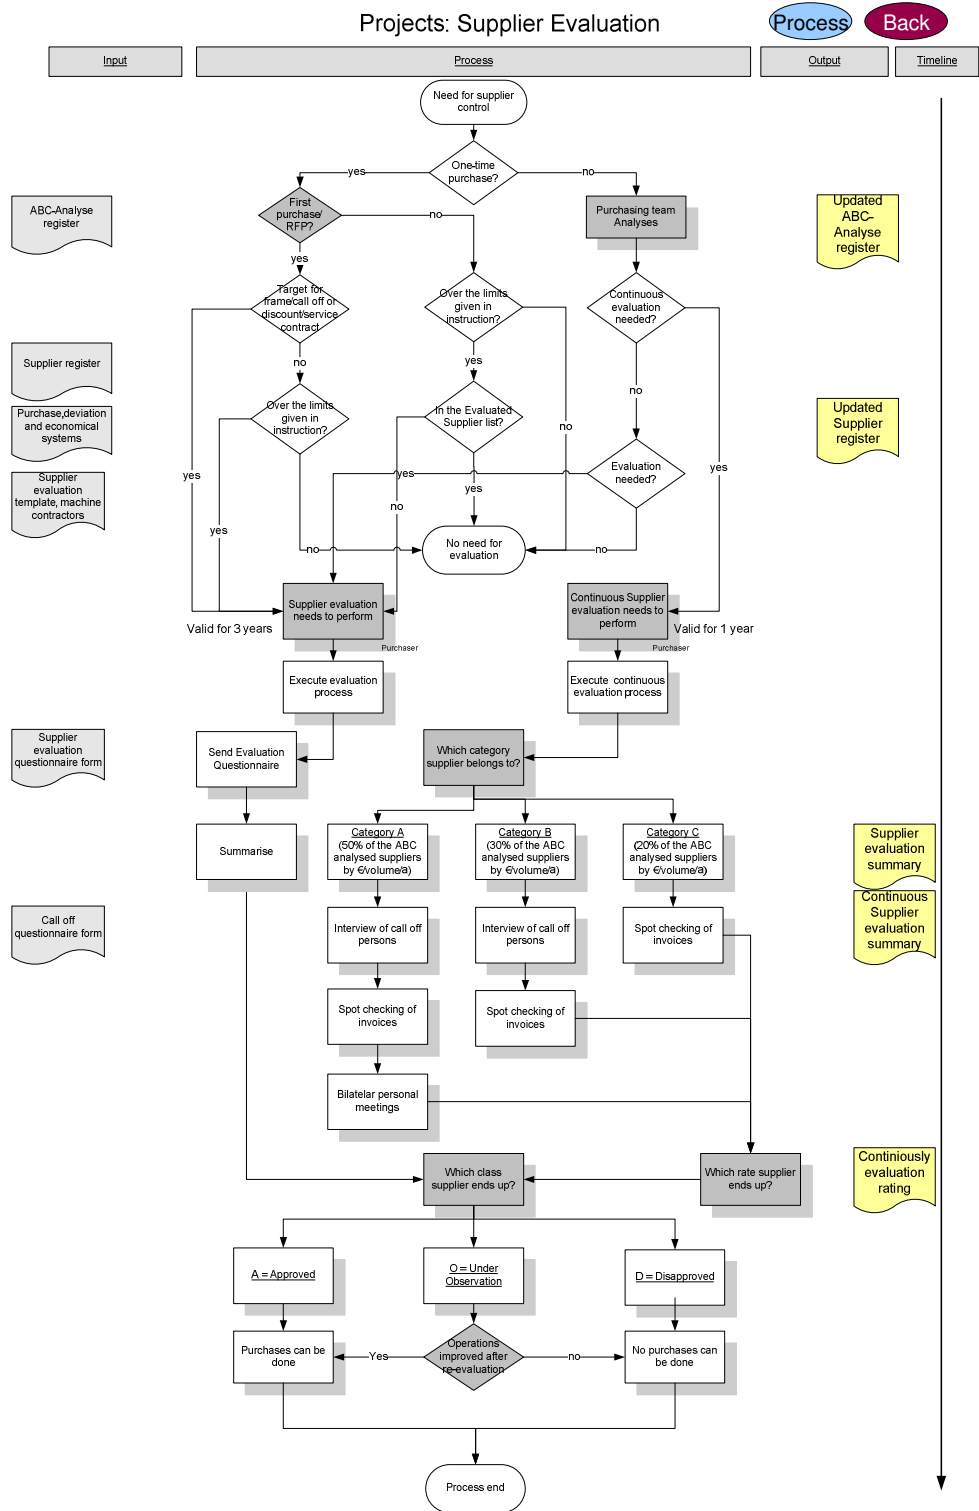 Projects: Supplier Evaluation
Process
Back
Input
Process
Output
Timeline
Need for supplier
control
One-time
purchase?
yes
no
First
purchase/
RFP?
no
yes
Purchasing team
Analyses
ABC-Analyse
register
Updated
ABC-
Analyse
register
Target for
frame/call off or
discount/service
contract
Over the limits
given in
instruction?
Continuous
evaluation
needed?
no
yes
no
yes
no
yes
Supplier register
Over the limits
given in
instruction?
In the Evaluated
Supplier list?
Purchase,deviation
and economical
systems
Updated
Supplier
register
Evaluation
needed?
yes
yes
yes
no
yes
Supplier
evaluation
template, machine
contractors
no
No need for
evaluation
no
Supplier evaluation
needs to perform
Continuous Supplier
evaluation needs to
perform
Valid for 3 years
Valid for 1 year
Purchaser
Purchaser
Execute evaluation
process
Execute continuous
evaluation process
Supplier
evaluation
questionnaire form
Send Evaluation
Questionnaire
Which category
supplier belongs to?
Summarise
Category A
(50% of the ABC
analysed suppliers
by €/volume/a)
Category B
(30% of the ABC
analysed suppliers
by €/volume/a)
Category C
(20% of the ABC
analysed suppliers
by €/volume/a)
Supplier
evaluation
summary
Continuous
Supplier
evaluation
summary
Call off
questionnaire form
Interview of call off
persons
Interview of call off
persons
Spot checking of
invoices
Spot checking of
invoices
Spot checking of
invoices
Bilatelar personal
meetings
Which class
supplier ends up?
Which rate supplier
ends up?
Continiously
evaluation
rating
A = Approved
O = Under
Observation
D = Disapproved
Purchases can be
done
Yes
Operations
improved after
re-evaluation
no
No purchases can
be done
Process end